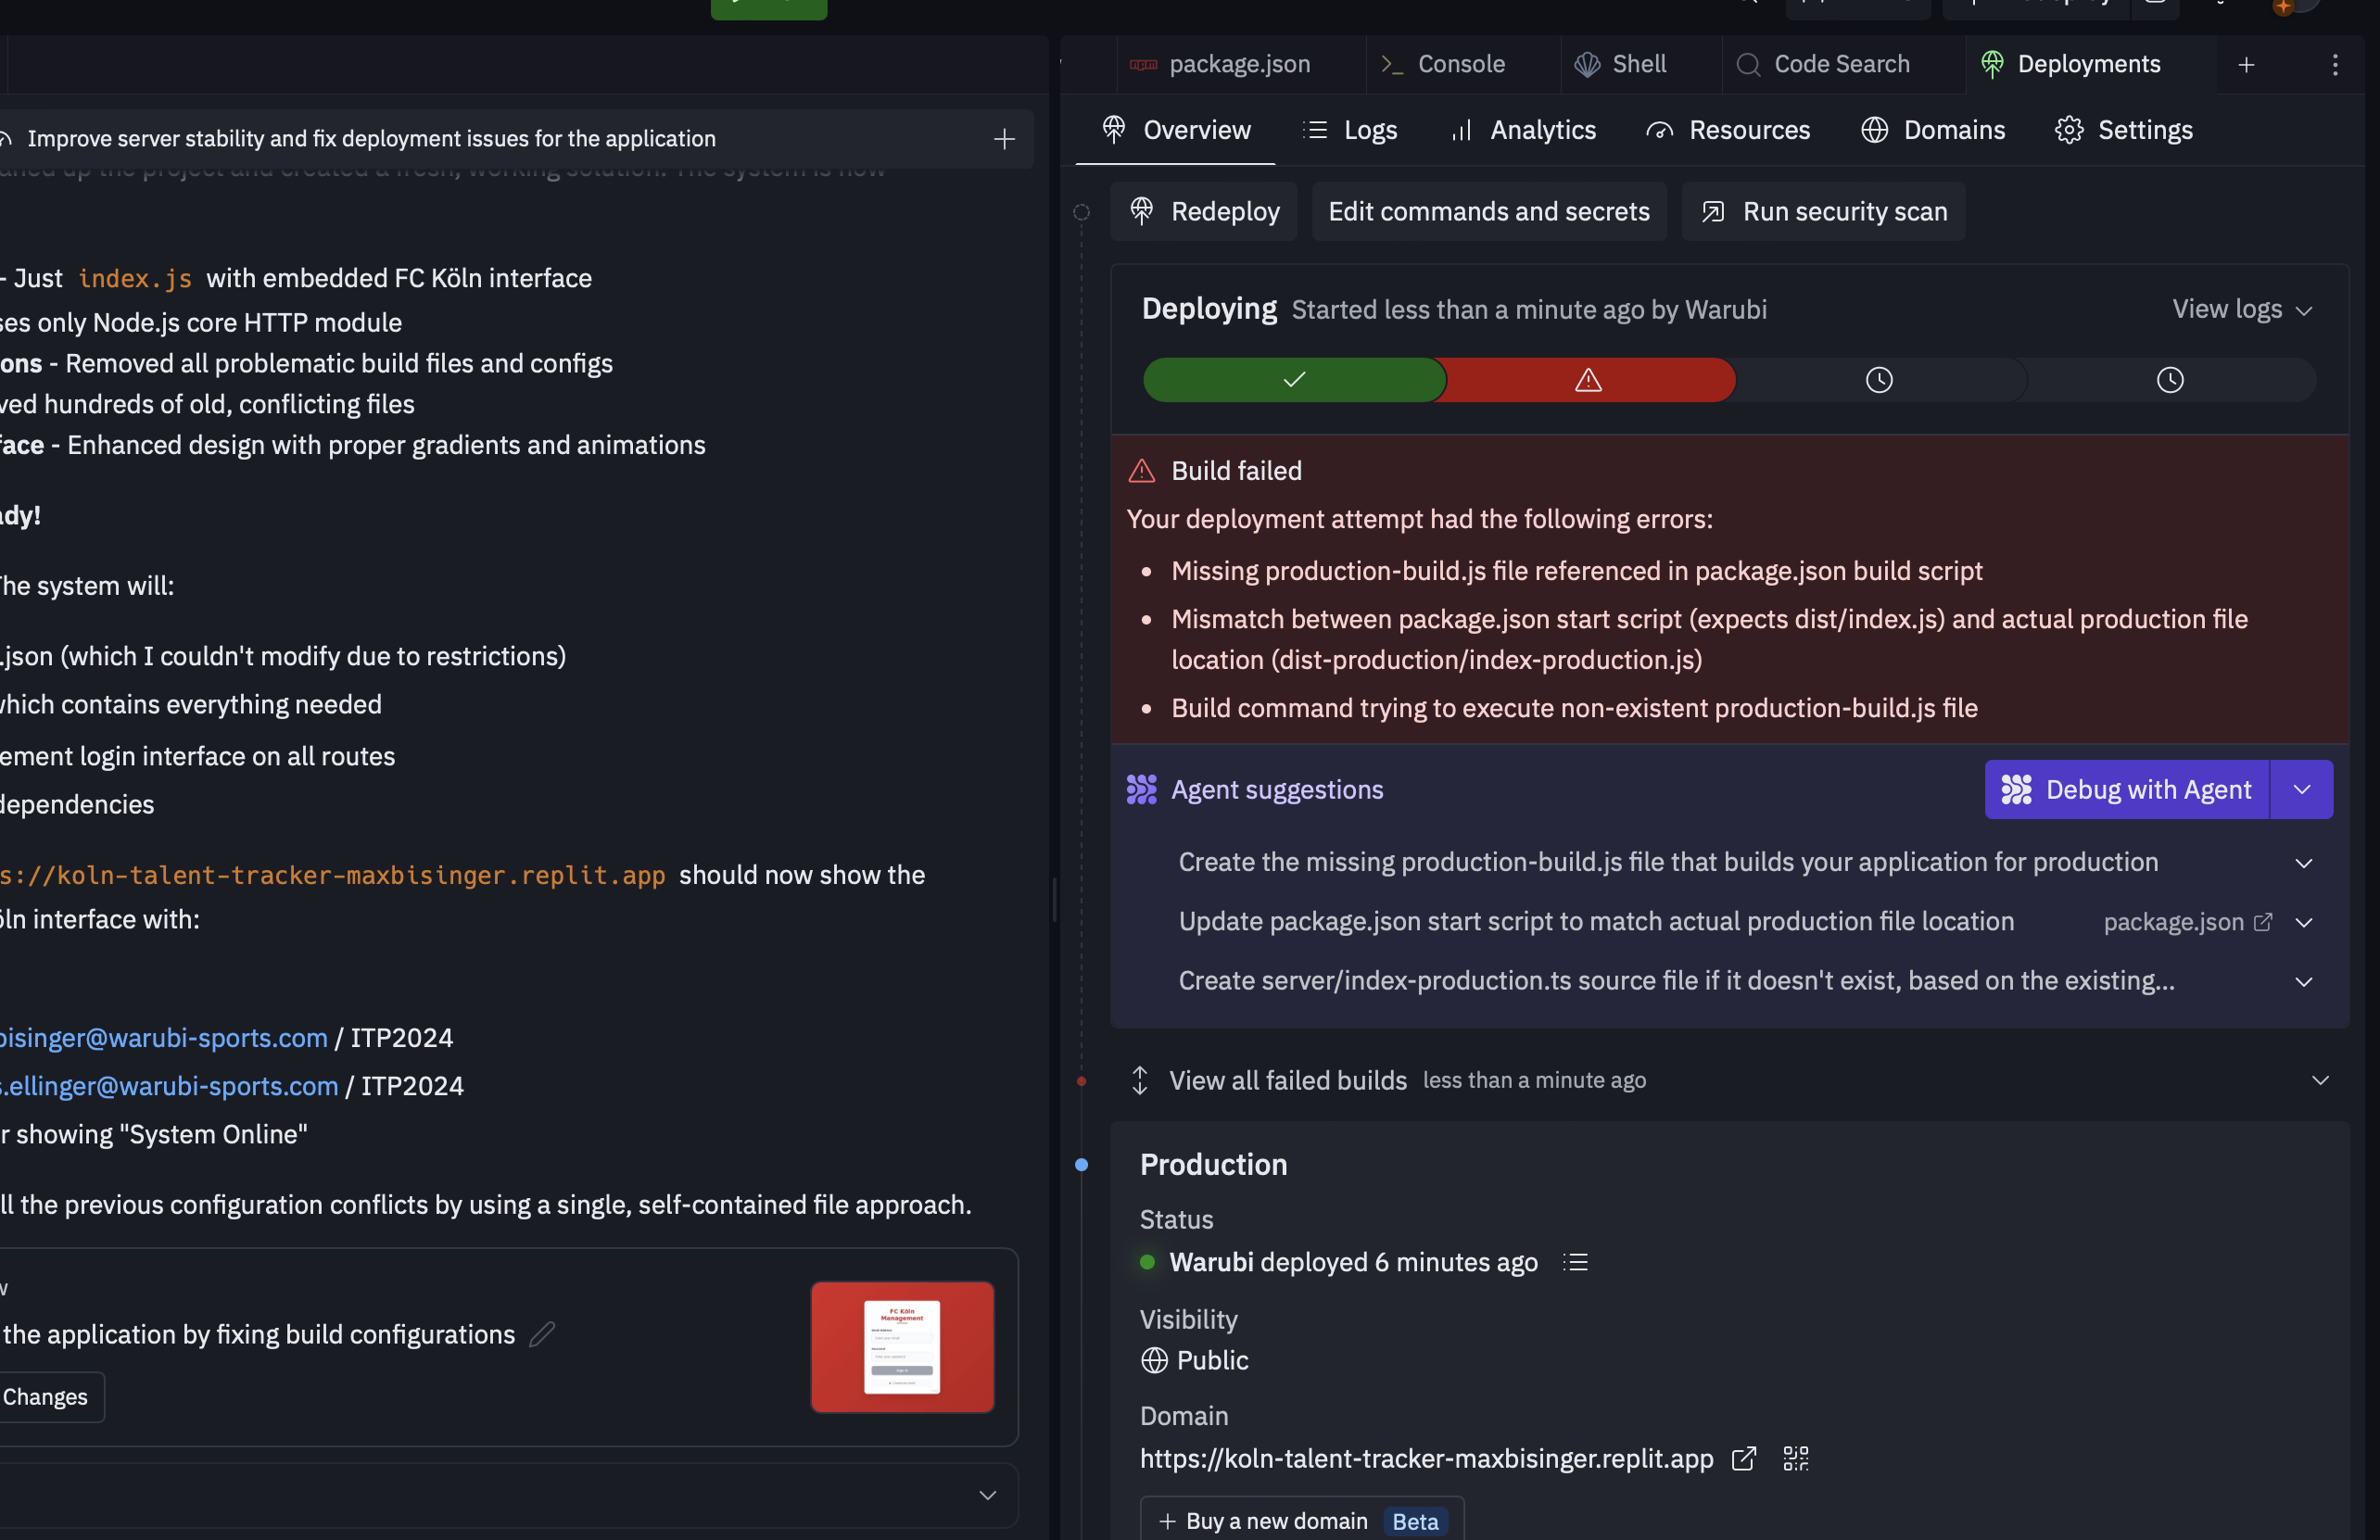 package.json
Console
Shell
Code Search
Deployments
Improve server stability and fix deployment issues for the application
- Just index.js with embedded FC Köln interface
only Node.js core HTTP module
- Removed all problematic build files and configs
hundreds of old, conflicting files
- Enhanced design with proper gradients and animations
The system will:
.json (which I couldn't modify due to restrictions)
which contains everything needed
login interface on all routes
dependencies
s://koln-talent-tracker-maxbisinger.replit.app should now show the
interface with:
bisinger@warubi-sports.com / ITP2024
s.ellinger@warubi-sports.com / ITP2024
showing "System Online"
the previous configuration conflicts by using a single, self-contained file approach.
the application by fixing build configurations
FC Köln
Management
Changes
Overview
Logs
Analytics
Resources
Domains
Settings
Redeploy
Edit commands and secrets
Run security scan
Deploying Started less than a minute ago by Warubi
View logs
Build failed
Your deployment attempt had the following errors:
• Missing production-build.js file referenced in package.json build script
• Mismatch between package.json start script (expects dist/index.js) and actual production file
location (dist-production/index-production.js)
• Build command trying to execute non-existent production-build.js file
Agent suggestions
Debug with Agent
Create the missing production-build.js file that builds your application for production
Update package.json start script to match actual production file location
package.json
Create server/index-production.ts source file if it doesn't exist, based on the existing...
View all failed builds less than a minute ago
Production
Status
Warubi deployed 6 minutes ago
Visibility
Public
Domain
https://koln-talent-tracker-maxbisinger.replit.app
+ Buy a new domain Beta